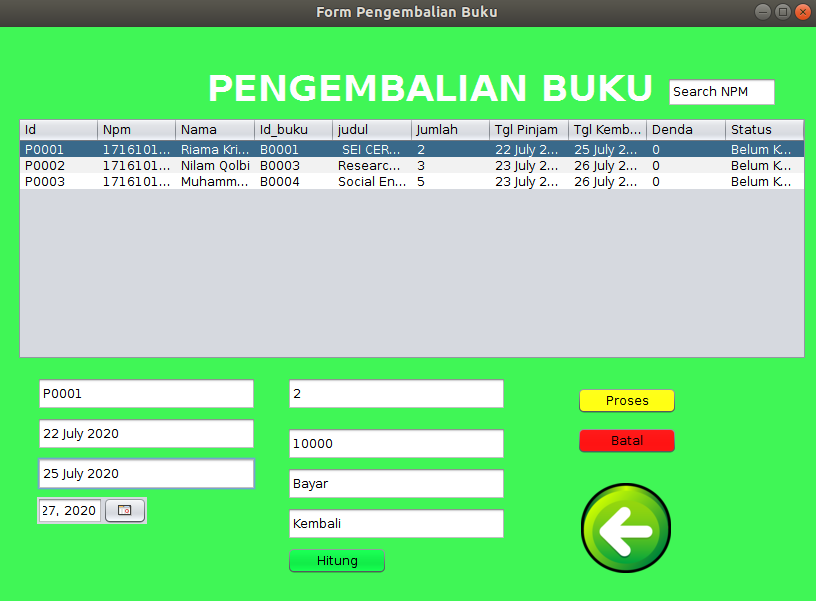 Form Pengembalian Buku
PENGEMBALIAN BUKU
Search NPM
Id Npm Nama Id_buku judul Jumlah Tgl Pinjam Tgl Kemb... Denda Status
P0001 1716101... Riama Kri... B0001 SEI CER... 2 22 July 2... 25 July 2... 0 Belum K...
P0002 1716101... Nilam Qolbi B0003 Researc... 3 23 July 2... 26 July 2... 0 Belum K...
P0003 1716101... Muhamm... B0004 Social En... 5 23 July 2... 26 July 2... 0 Belum K...
P0001
22 July 2020
25 July 2020
27, 2020
2
10000
Bayar
Kembali
Hitung
Proses
Batal